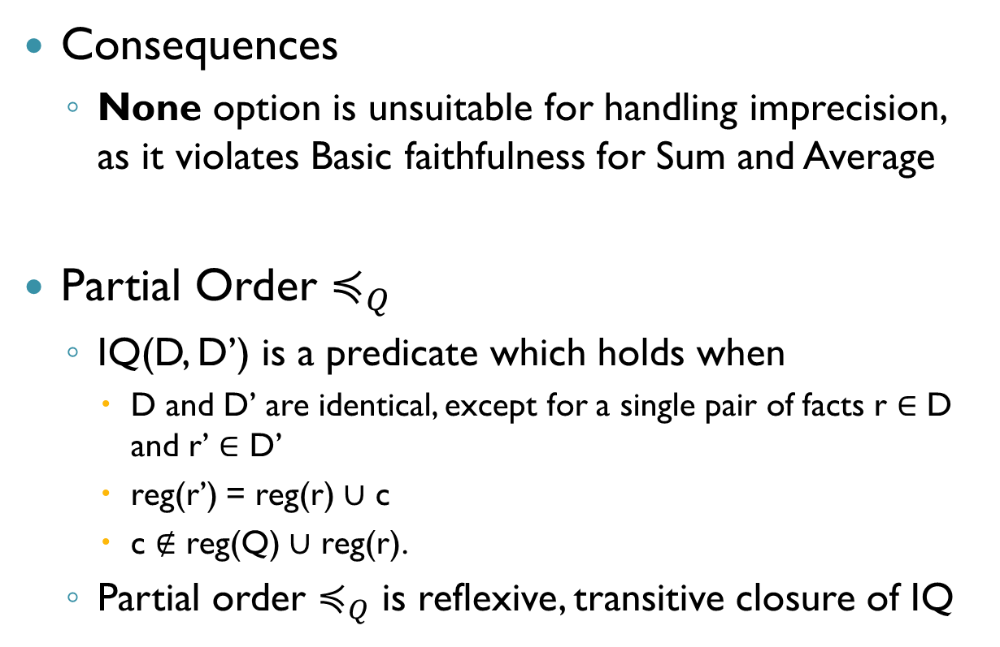 • Consequences
◦ None option is unsuitable for handling imprecision,
as it violates Basic faithfulness for Sum and Average
• Partial Order ≼Q
◦ IQ(D, D’) is a predicate which holds when
• D and D’ are identical, except for a single pair of facts r ∈ D
and r’ ∈ D’
• reg(r’) = reg(r) ∪ c
• c ∉ reg(Q) ∪ reg(r).
◦ Partial order ≼Q is reflexive, transitive closure of IQ